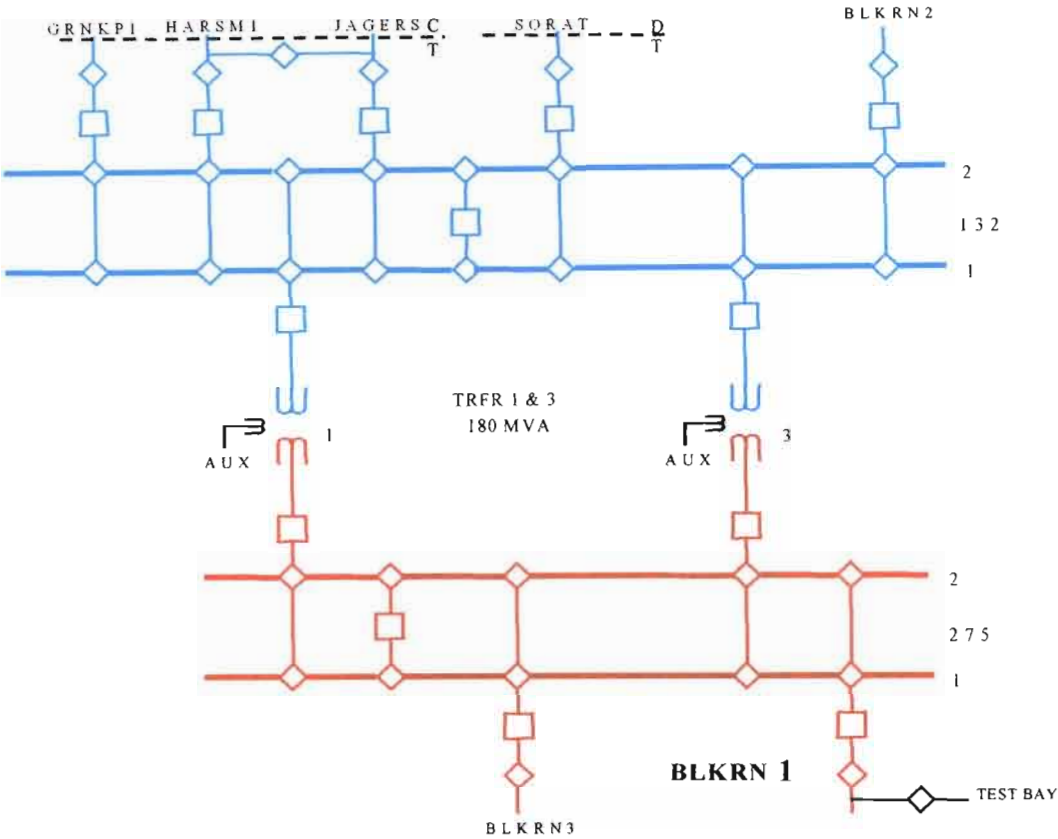 GRNKP1 HARSM1 JAGERS C T SORAT D T BLKRN2
2
132
1
TRFR 1 & 3
180 MVA
1 3
AUX AUX
2
275
1
BLKRN 1
TEST BAY
BLKRN3